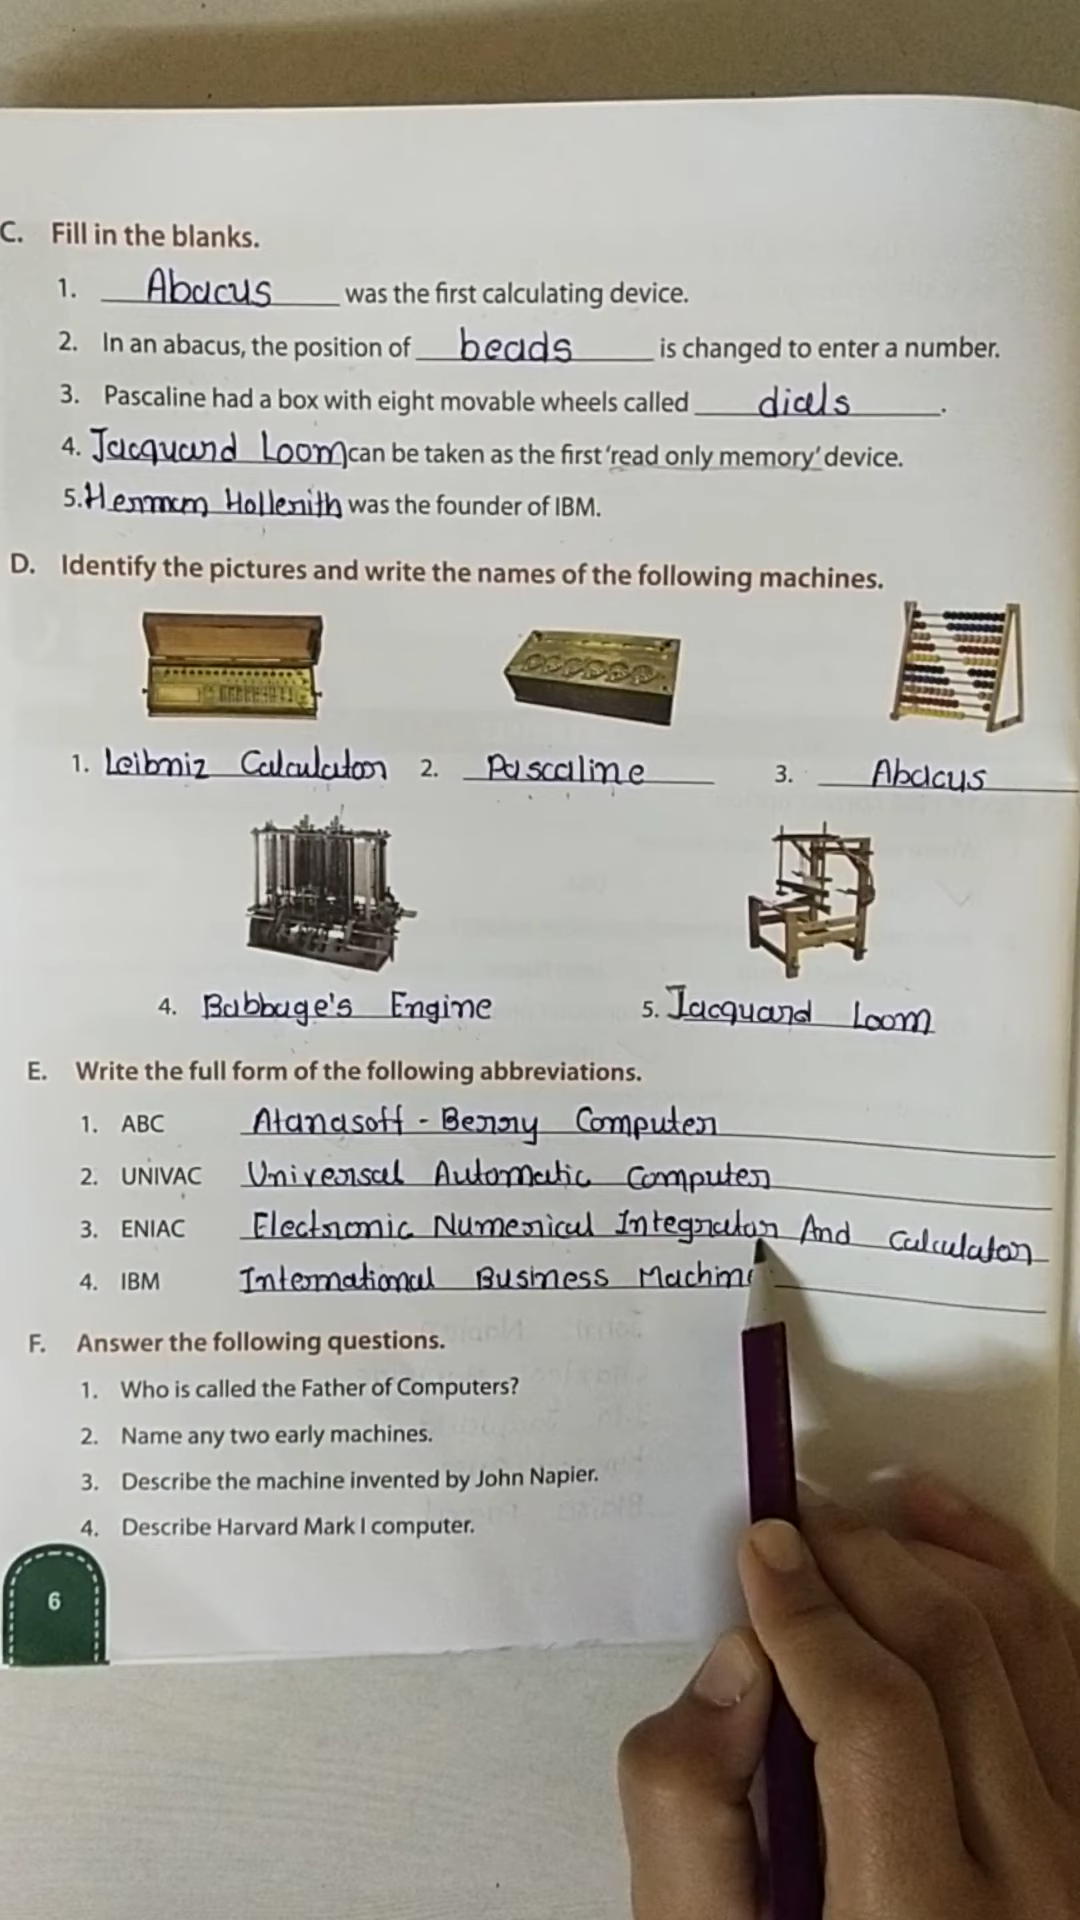 C. Fill in the blanks.
1. Abacus was the first calculating device.
2. In an abacus, the position of beads is changed to enter a number.
3. Pascaline had a box with eight movable wheels called dials.
4. Jacquard Loom can be taken as the first 'read only memory' device.
5. Herman Hollerith was the founder of IBM.
D. Identify the pictures and write the names of the following machines.
1. Leibniz Calculator 2. Pascaline 3. Abacus
4. Babbage's Engine 5. Jacquard Loom
E. Write the full form of the following abbreviations.
1. ABC Atanasoff - Berry Computer
2. UNIVAC Universal Automatic Computer
3. ENIAC Electronic Numerical Integrator And Calculator
4. IBM International Business Machine
F. Answer the following questions.
1. Who is called the Father of Computers?
2. Name any two early machines.
3. Describe the machine invented by John Napier.
4. Describe Harvard Mark I computer.
6